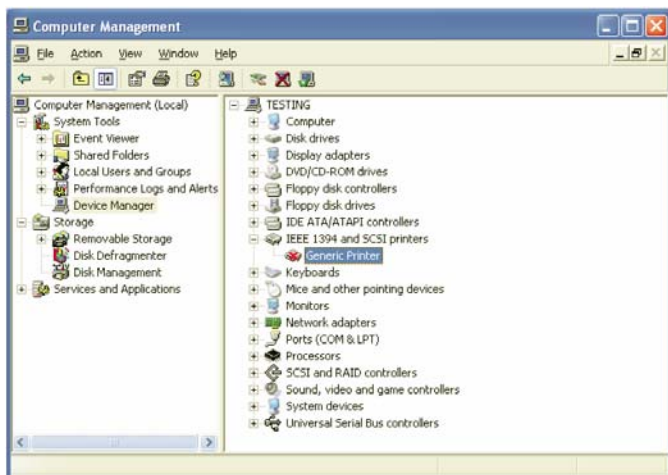 Computer Management
File Action View Window Help
Computer Management (Local)
System Tools
Event Viewer
Shared Folders
Local Users and Groups
Performance Logs and Alerts
Device Manager
Storage
Removable Storage
Disk Defragmenter
Disk Management
Services and Applications
TESTING
Computer
Disk drives
Display adapters
DVD/CD-ROM drives
Floppy disk controllers
Floppy disk drives
IDE ATA/ATAPI controllers
IEEE 1394 and SCSI printers
Generic Printer
Keyboards
Mice and other pointing devices
Monitors
Network adapters
Ports (COM & LPT)
Processors
SCSI and RAID controllers
Sound, video and game controllers
System devices
Universal Serial Bus controllers